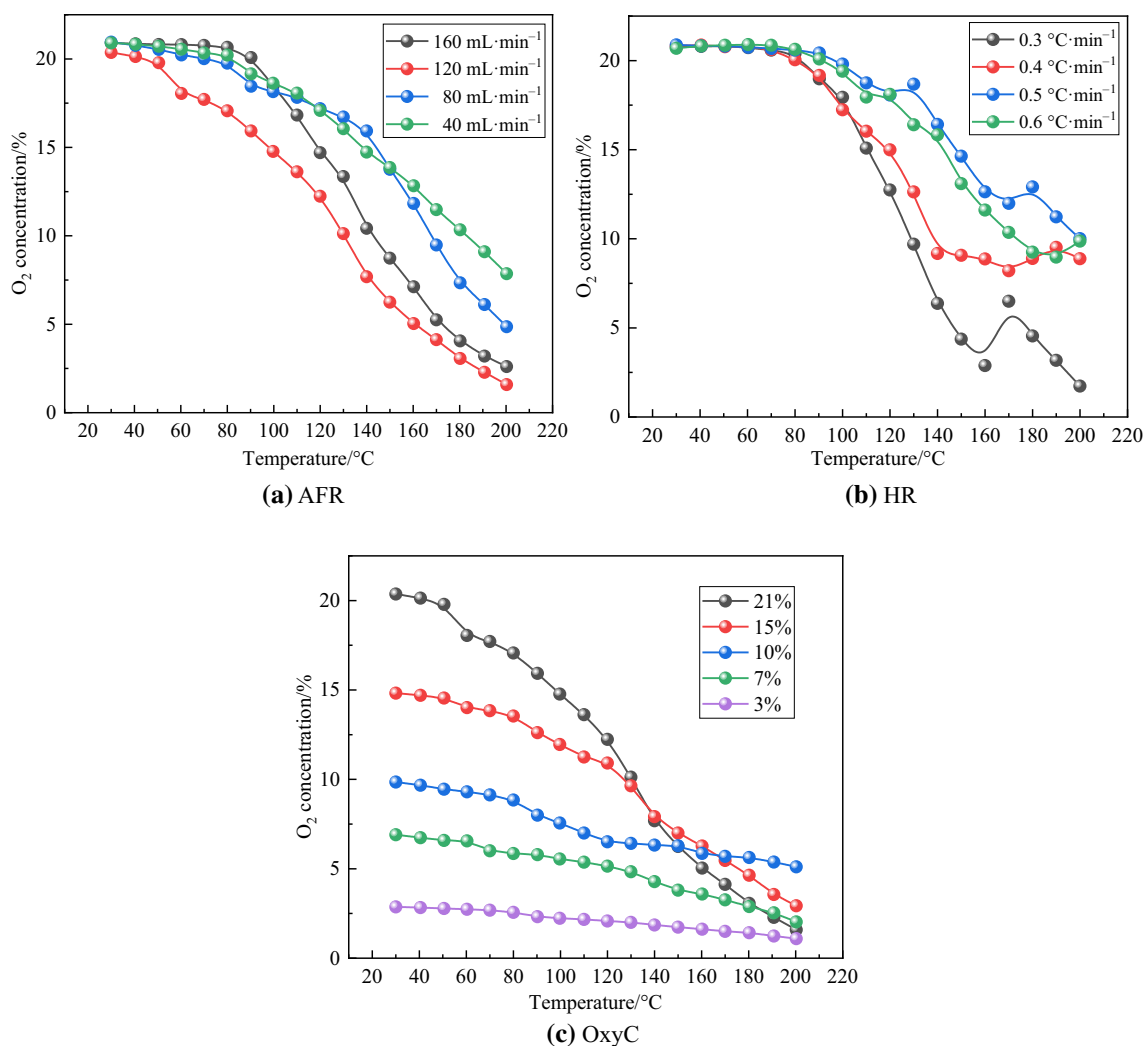 160 mL·min⁻¹
120 mL·min⁻¹
80 mL·min⁻¹
40 mL·min⁻¹
O₂ concentration/%
20
15
10
5
0
20 40 60 80 100 120 140 160 180 200 220
Temperature/°C
(a) AFR
0.3 °C·min⁻¹
0.4 °C·min⁻¹
0.5 °C·min⁻¹
0.6 °C·min⁻¹
O₂ concentration/%
20
15
10
5
0
20 40 60 80 100 120 140 160 180 200 220
Temperature/°C
(b) HR
21%
15%
10%
7%
3%
O₂ concentration/%
20
15
10
5
0
20 40 60 80 100 120 140 160 180 200 220
Temperature/°C
(c) OxyC